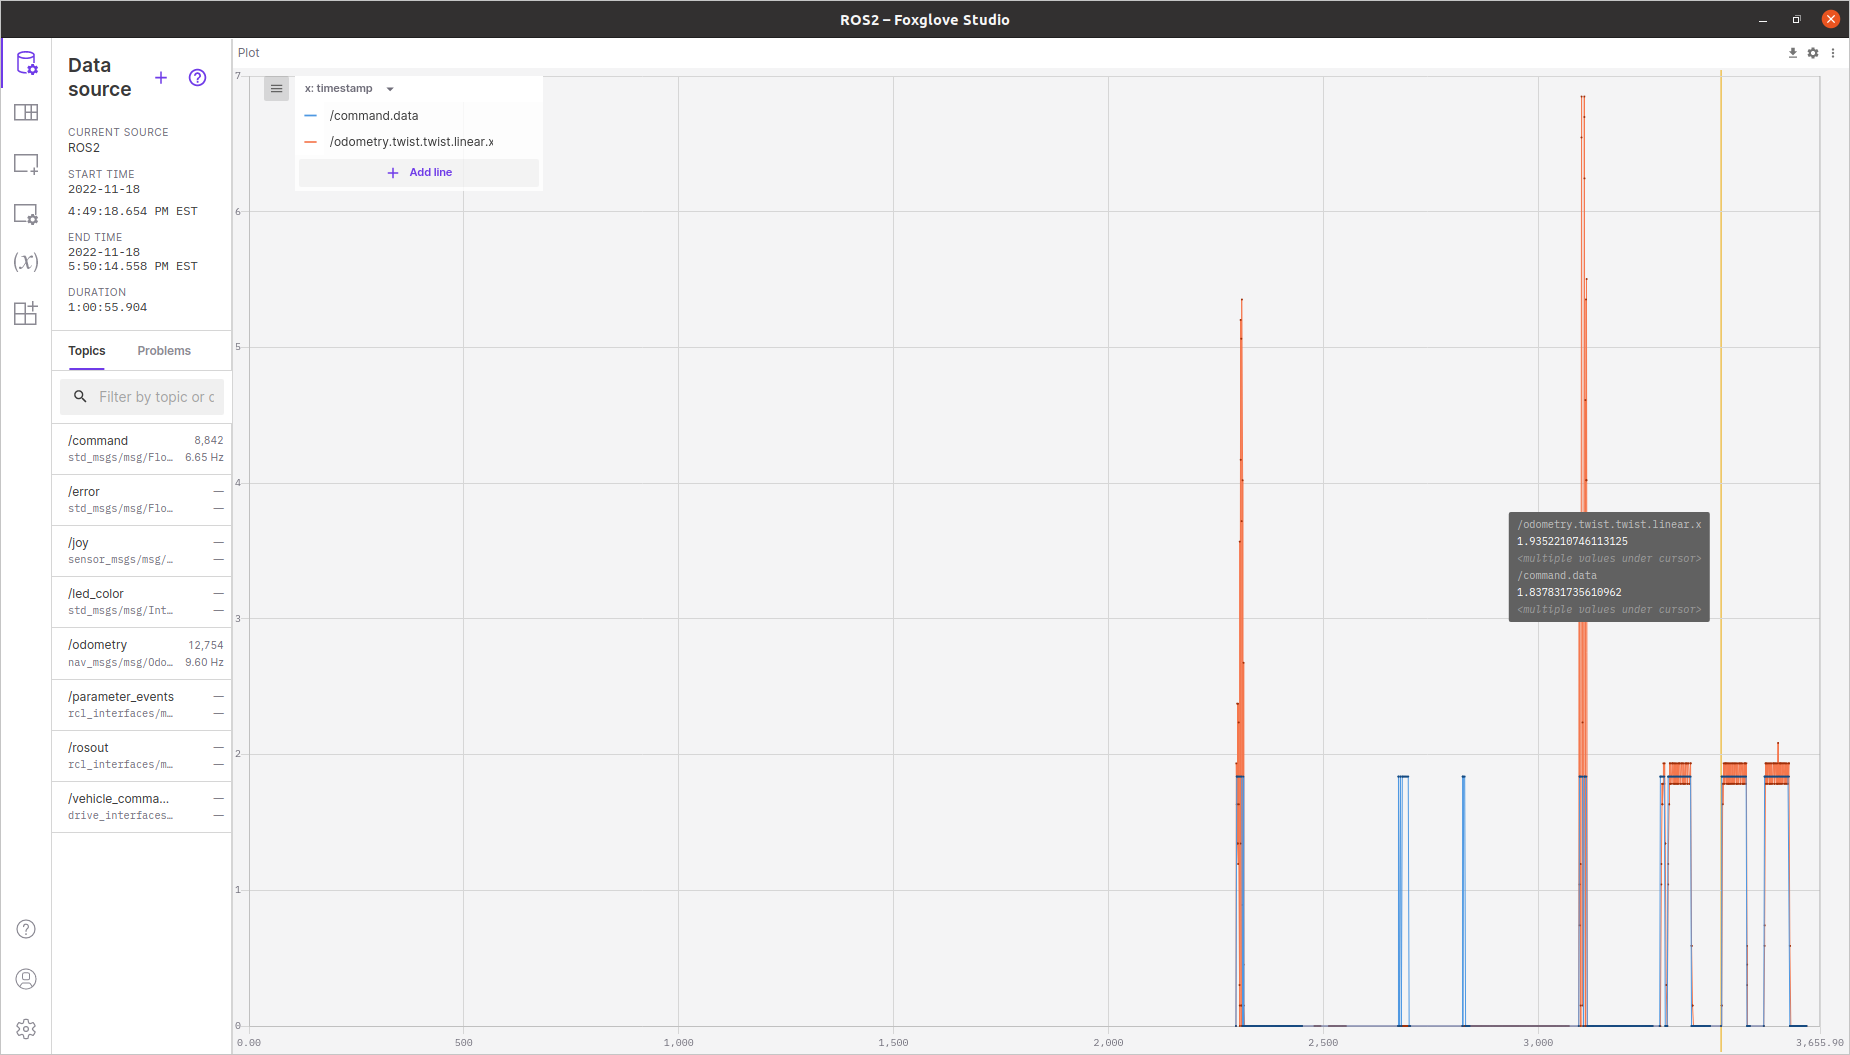 ROS2 – Foxglove Studio
Data
source
CURRENT SOURCE
ROS2
START TIME
2022-11-18
4:49:18.654 PM EST
END TIME
2022-11-18
5:50:14.558 PM EST
DURATION
1:00:55.904
Topics Problems
Filter by topic or c
/command 8,842
std_msgs/msg/Flo… 6.65 Hz
/error —
std_msgs/msg/Flo… —
/joy —
sensor_msgs/msg/… —
/led_color —
std_msgs/msg/Int… —
/odometry 12,754
nav_msgs/msg/Odo… 9.60 Hz
/parameter_events —
rcl_interfaces/m… —
/rosout —
rcl_interfaces/m… —
/vehicle_comma… —
drive_interfaces… —
Plot
x: timestamp
/command.data
/odometry.twist.twist.linear.x
Add line
7
6
5
4
3
2
1
0
/odometry.twist.twist.linear.x
1.9352210746113125
<multiple values under cursor>
/command.data
1.837831735610962
<multiple values under cursor>
0.00 500 1,000 1,500 2,000 2,500 3,000 3,655.90